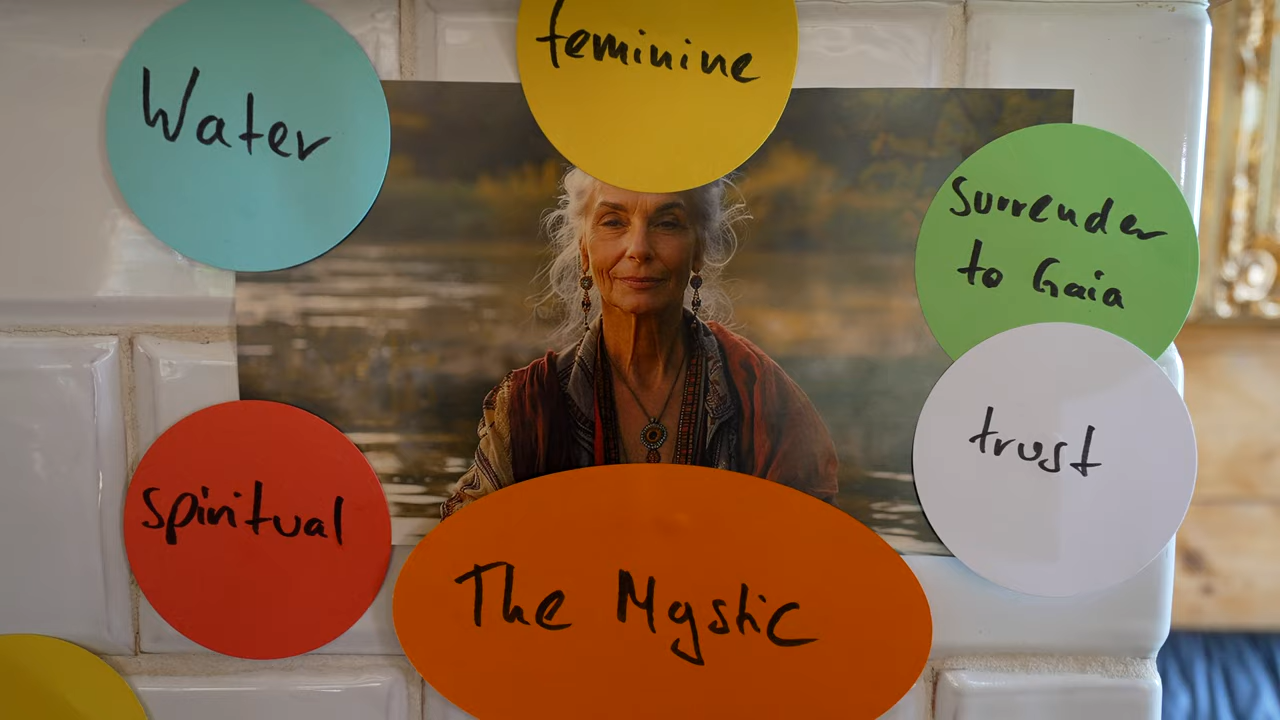 feminine
Water
Surrender
to Gaia
trust
spiritual
The Mystic